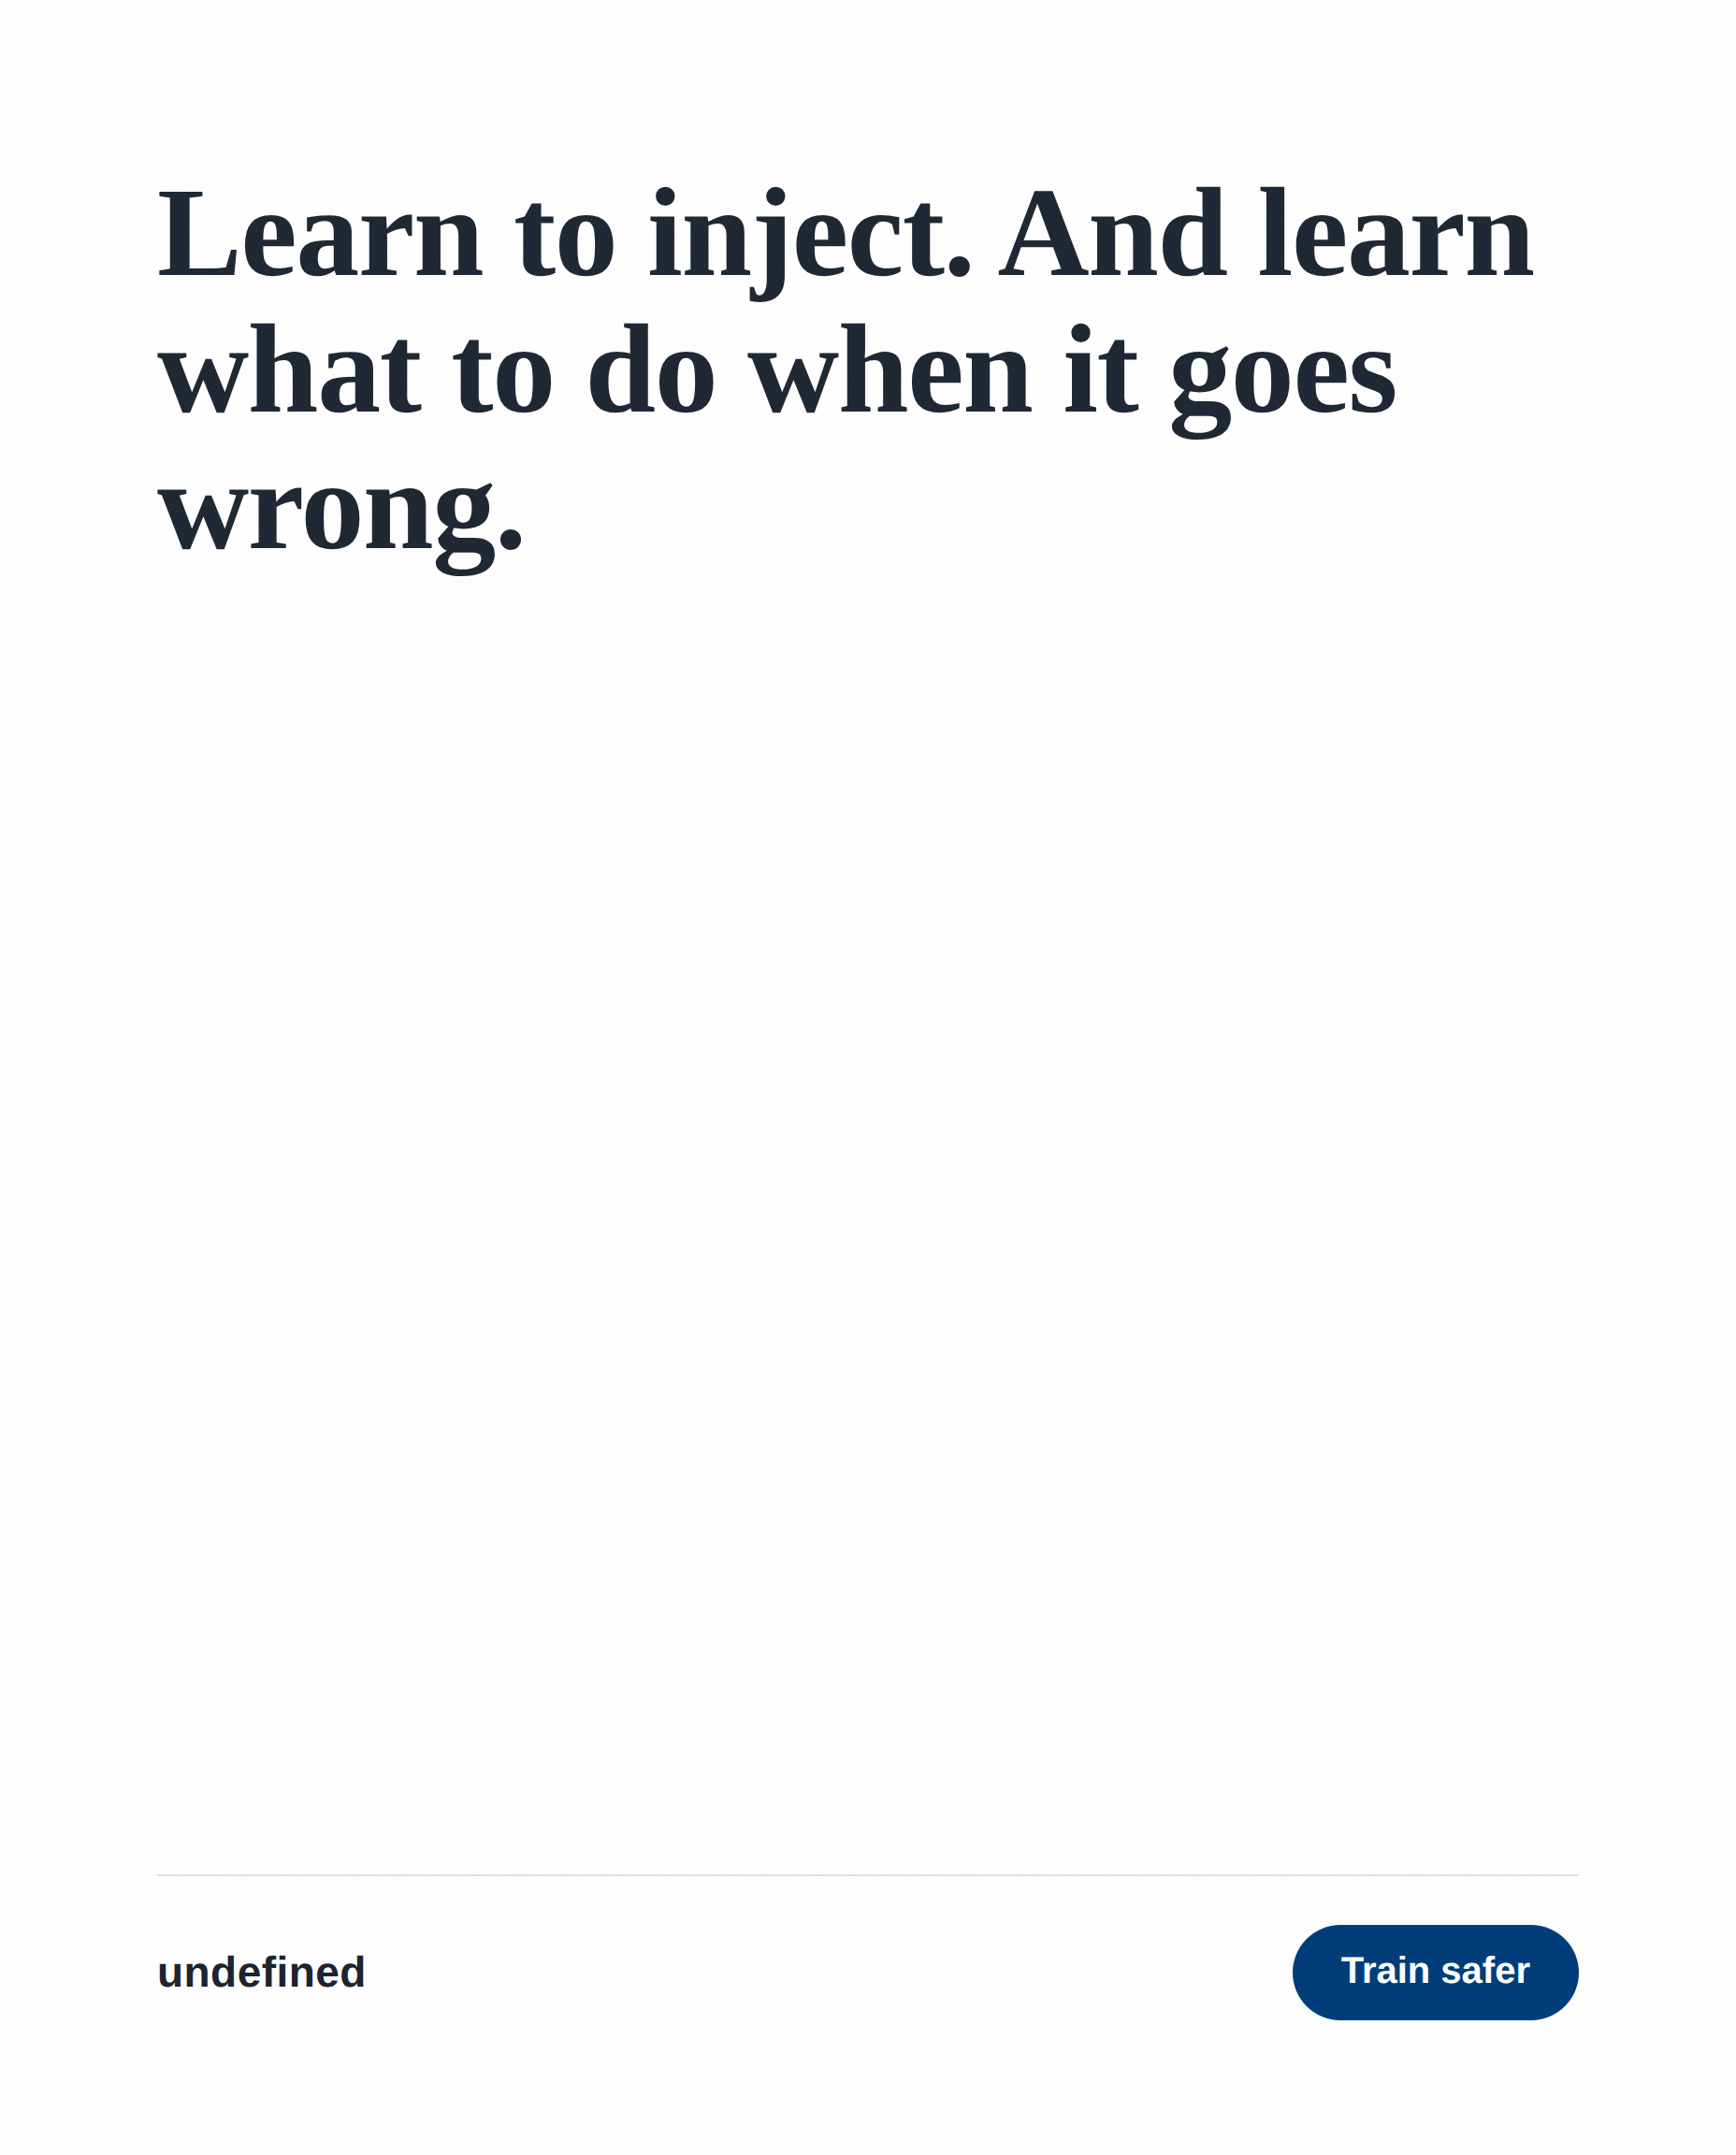 Learn to inject. And learn
what to do when it goes
wrong.
undefined
Train safer